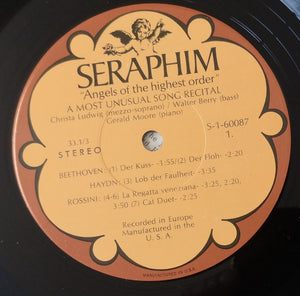 SERAPHIM
"Angels of the highest order"
A MOST UNUSUAL SONG RECITAL
Christa Ludwig (mezzo-soprano) / Walter Berry (bass)
Gerald Moore (piano)
S-1-60087
33.1/3
1.
STEREO
BEETHOVEN: (1) Der Kuss- -1:55/(2) Der Floh- -2:20
HAYDN: (3) Lob der Faulheit- -3:35
ROSSINI: (4-6) La Regatta veneziana- -3:25, 2:20,
3:50/(7) Cat Duet- -2:10
Recorded in Europe
Manufactured in the
U. S. A.
MANUFACTURED IN U.S.A.